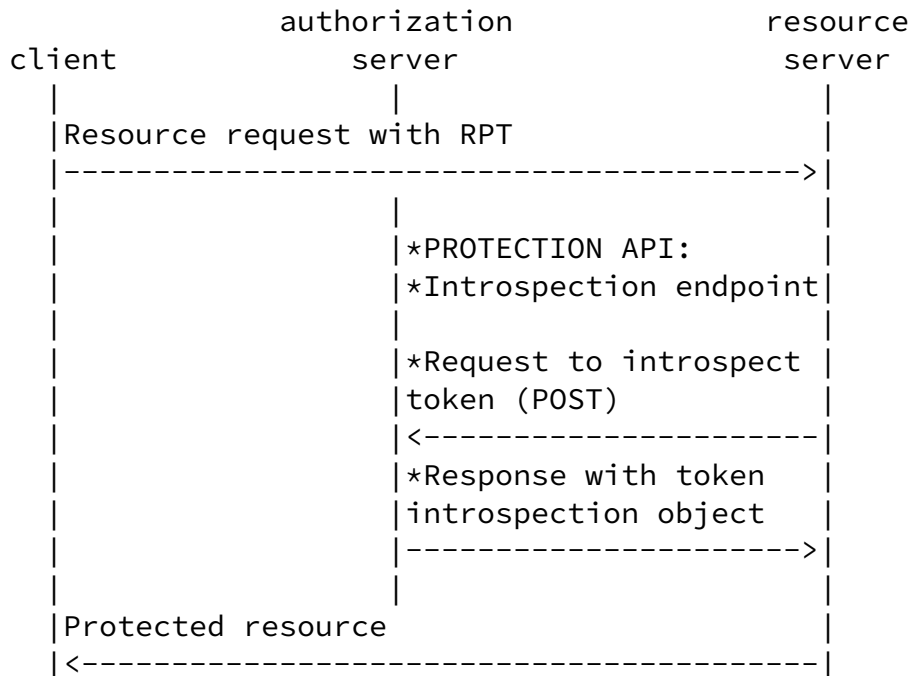 authorization resource
client server server
Resource request with RPT
*PROTECTION API:
*Introspection endpoint
*Request to introspect
token (POST)
*Response with token
introspection object
Protected resource